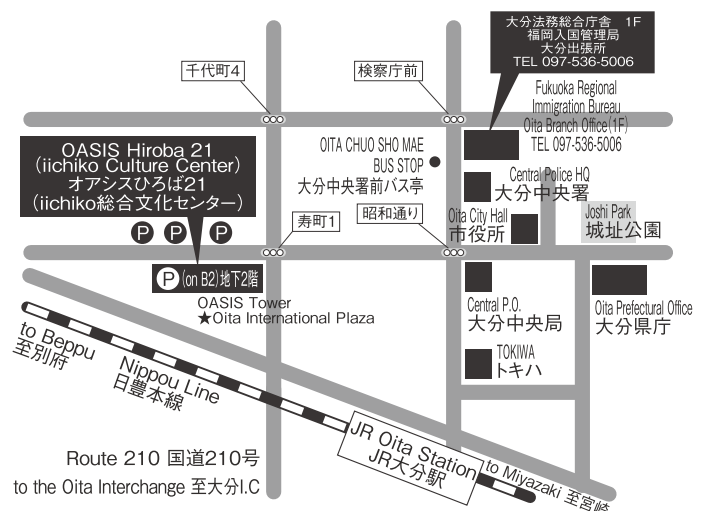 大分法務総合庁舎 1F
福岡入国管理局
大分出張所
TEL 097-536-5006
千代町4
検察庁前
Fukuoka Regional
Immigration Bureau
Oita Branch Office(1F)
TEL 097-536-5006
OASIS Hiroba 21
(iichiko Culture Center)
オアシスひろば21
(iichiko総合文化センター)
OITA CHUO SHO MAE
BUS STOP
大分中央署前バス亭
Central Police HQ
大分中央署
P P P
寿町1
昭和通り
Oita City Hall
市役所
Joshi Park
城址公園
P (on B2)地下2階
OASIS Tower
★Oita International Plaza
Central P.O.
大分中央局
Oita Prefectural Office
大分県庁
TOKIWA
トキハ
to Beppu
至別府
Nippou Line
日豊本線
JR Oita Station
JR大分駅
to Miyazaki 至宮崎
Route 210 国道210号
to the Oita Interchange 至大分I.C